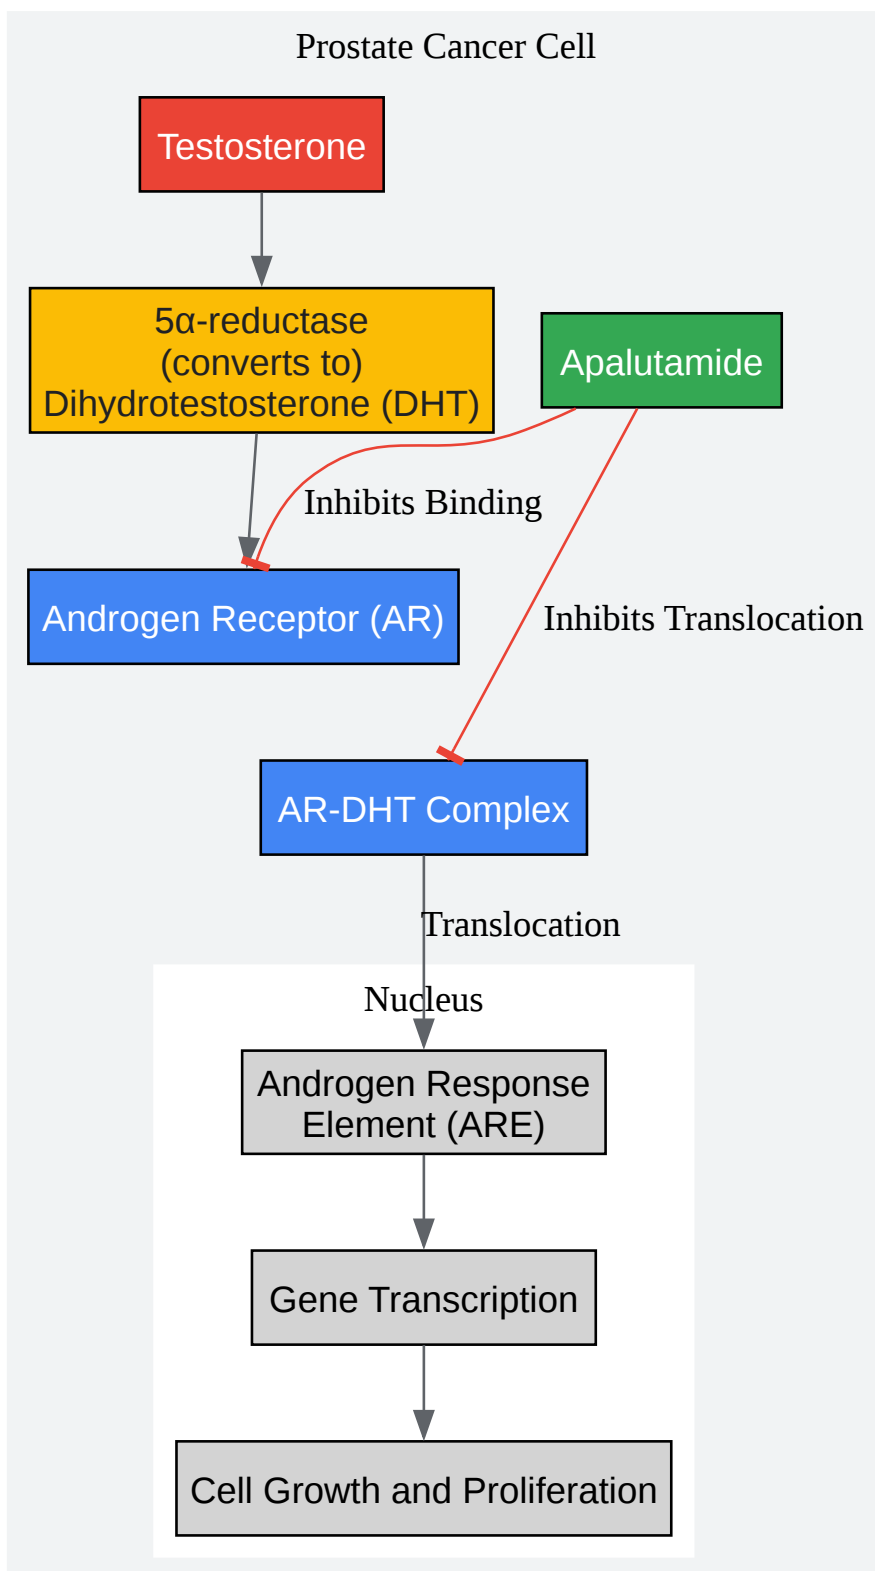 Prostate Cancer Cell
Testosterone
5α-reductase
(converts to)
Dihydrotestosterone (DHT)
Apalutamide
Inhibits Binding
Androgen Receptor (AR)
Inhibits Translocation
AR-DHT Complex
Translocation
Nucleus
Androgen Response
Element (ARE)
Gene Transcription
Cell Growth and Proliferation